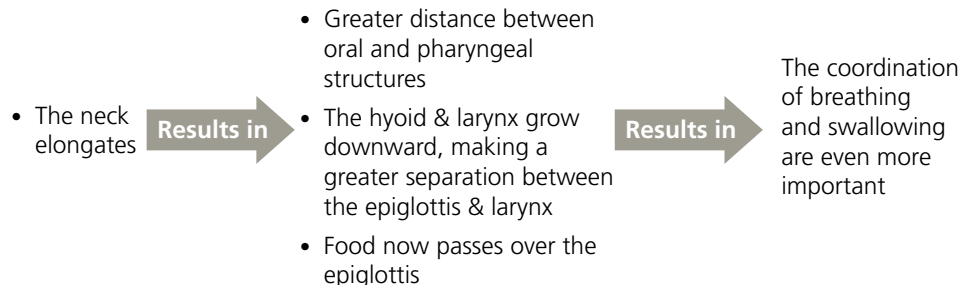 • The neck
elongates
Results in
• Greater distance between
oral and pharyngeal
structures
• The hyoid & larynx grow
downward, making a
greater separation between
the epiglottis & larynx
• Food now passes over the
epiglottis
Results in
The coordination
of breathing
and swallowing
are even more
important